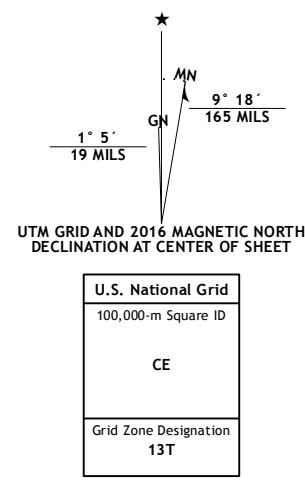 ★
MN
GN
9° 18´
165 MILS
1° 5´
19 MILS
UTM GRID AND 2016 MAGNETIC NORTH
DECLINATION AT CENTER OF SHEET
U.S. National Grid
100,000-m Square ID
CE
Grid Zone Designation
13T